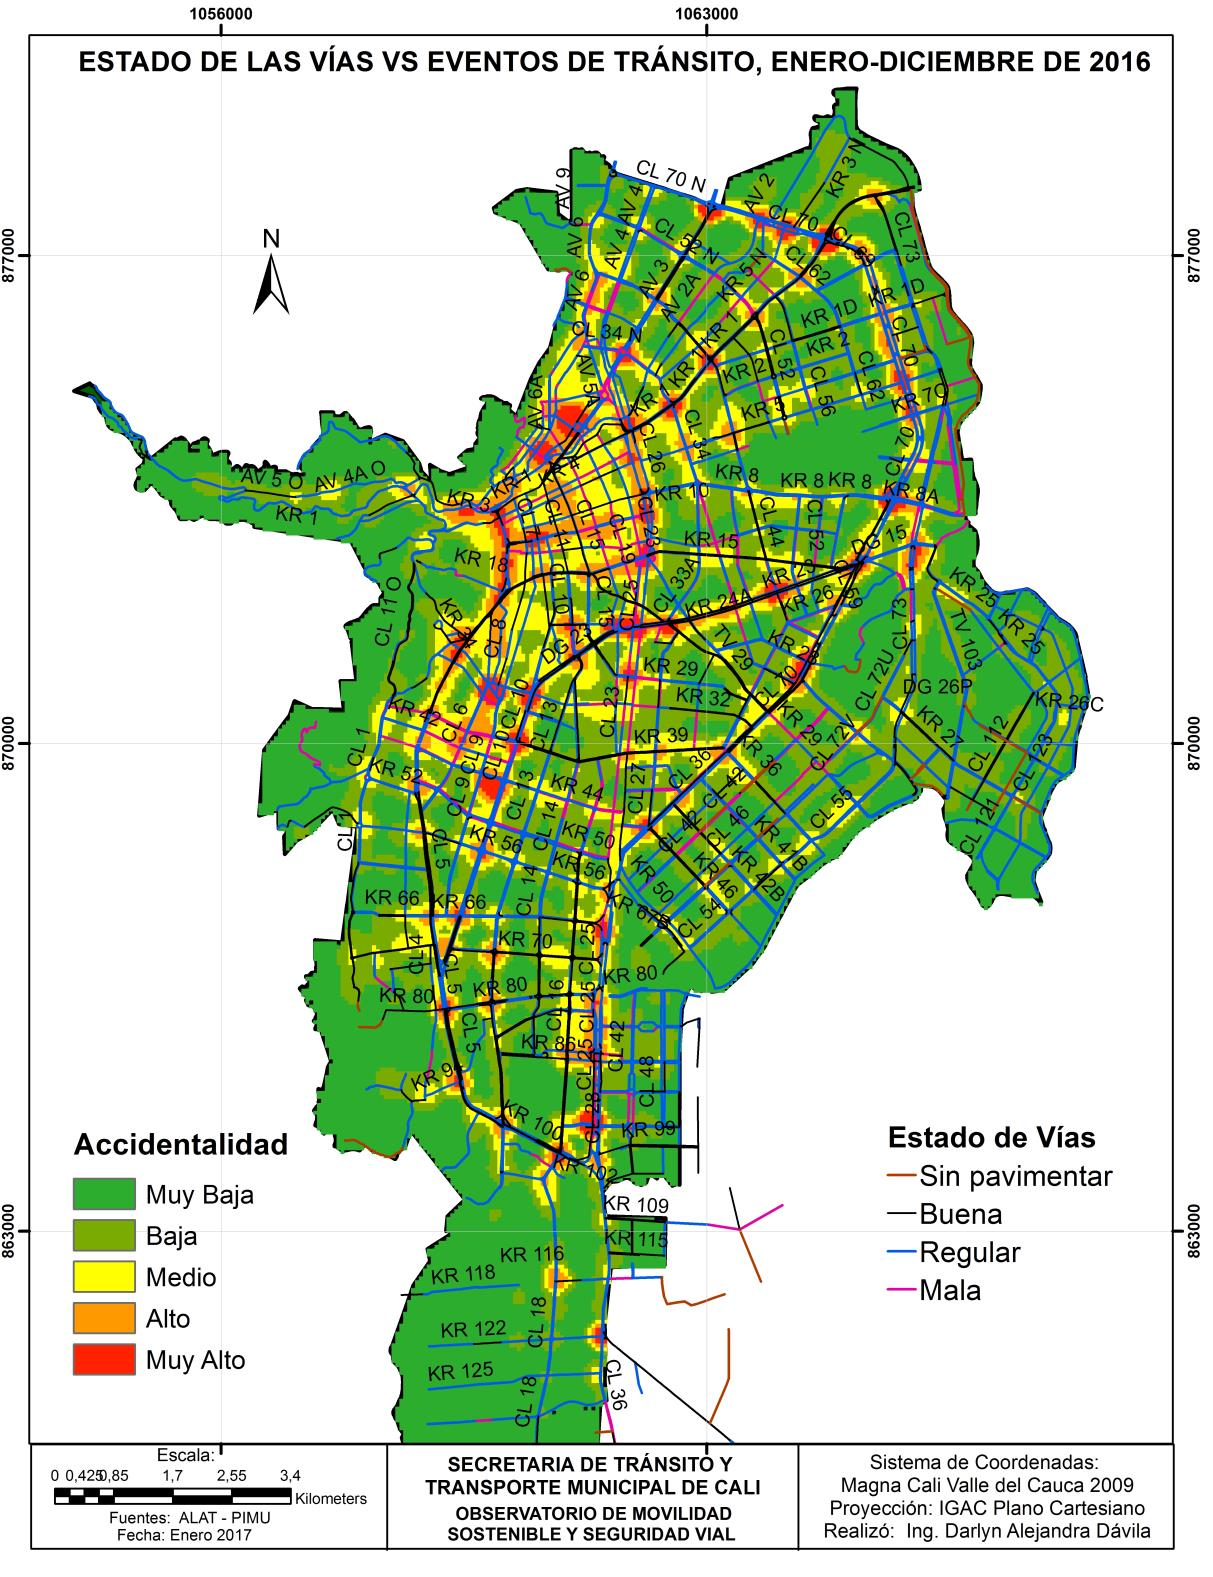 1056000
1063000
ESTADO DE LAS VÍAS VS EVENTOS DE TRÁNSITO, ENERO-DICIEMBRE DE 2016
CL 70 N
AV 9
AV 2
KR 3 N
AV 4
CL 70
CL 69
CL 73
AV 6
AV 4
CL 52 N
877000
877000
N
AV 3
KR 5 N
CL 62
AV 6
AV 2A
KR 1D
KR 1D
CL 34 N
KR 1
CL 52
KR 2
CL 70
AV 5A
KR 1
KR 2
CL 56
CL 62
KR 7C
AV 6A
KR 1
KR 5
CL 34
CL 26
CL 70
AV 5 O
AV 4A O
KR 1
KR 4
KR 8
KR 8
KR 8
KR 8A
KR 3
KR 10
KR 1
CL 44
CL 52
CL 11
CL 15
CL 19
CL 23
KR 15
DG 15
KR 18
CL 33A
KR 23
KR 25
CL 11 O
CL 25
KR 24A
KR 26
CL 73
KR 25
TV 103
CL 8
DG 23
TV 29
KR 28
KR 29
CL 70
CL 72U
DG 26P
KR 26C
KR 32
CL 10
KR 42
CL 6
CL 13
CL 23
KR 29
KR 27
CL 112
870000
870000
CL 1
CL 9
CL 10
KR 39
KR 36
CL 72V
CL 123
KR 52
CL 36
CL 9
CL 13
KR 44
CL 27
CL 42
CL 55
CL 121
CL 1
CL 14
KR 50
CL 42
CL 46
KR 41B
CL 5
KR 56
KR 56
KR 50
KR 46
KR 42B
CL 14
KR 66
KR 66
KR 67B
CL 54
KR 70
CL 25
CL 4
CL 5
KR 80
KR 80
KR 80
CL 16
CL 25
CL 5
KR 86
CL 42
CL 25
CL 48
KR 94
CL 28
KR 100
KR 99
KR 102
KR 109
KR 115
863000
863000
KR 116
KR 118
CL 18
KR 122
KR 125
CL 18
CL 36
Accidentalidad
Muy Baja
Baja
Medio
Alto
Muy Alto
Estado de Vías
Sin pavimentar
Buena
Regular
Mala
Escala:
0 0,425 0,85 1,7 2,55 3,4
Kilometers
Fuentes: ALAT - PIMU
Fecha: Enero 2017
SECRETARIA DE TRÁNSITO Y
TRANSPORTE MUNICIPAL DE CALI
OBSERVATORIO DE MOVILIDAD
SOSTENIBLE Y SEGURIDAD VIAL
Sistema de Coordenadas:
Magna Cali Valle del Cauca 2009
Proyección: IGAC Plano Cartesiano
Realizó: Ing. Darlyn Alejandra Dávila